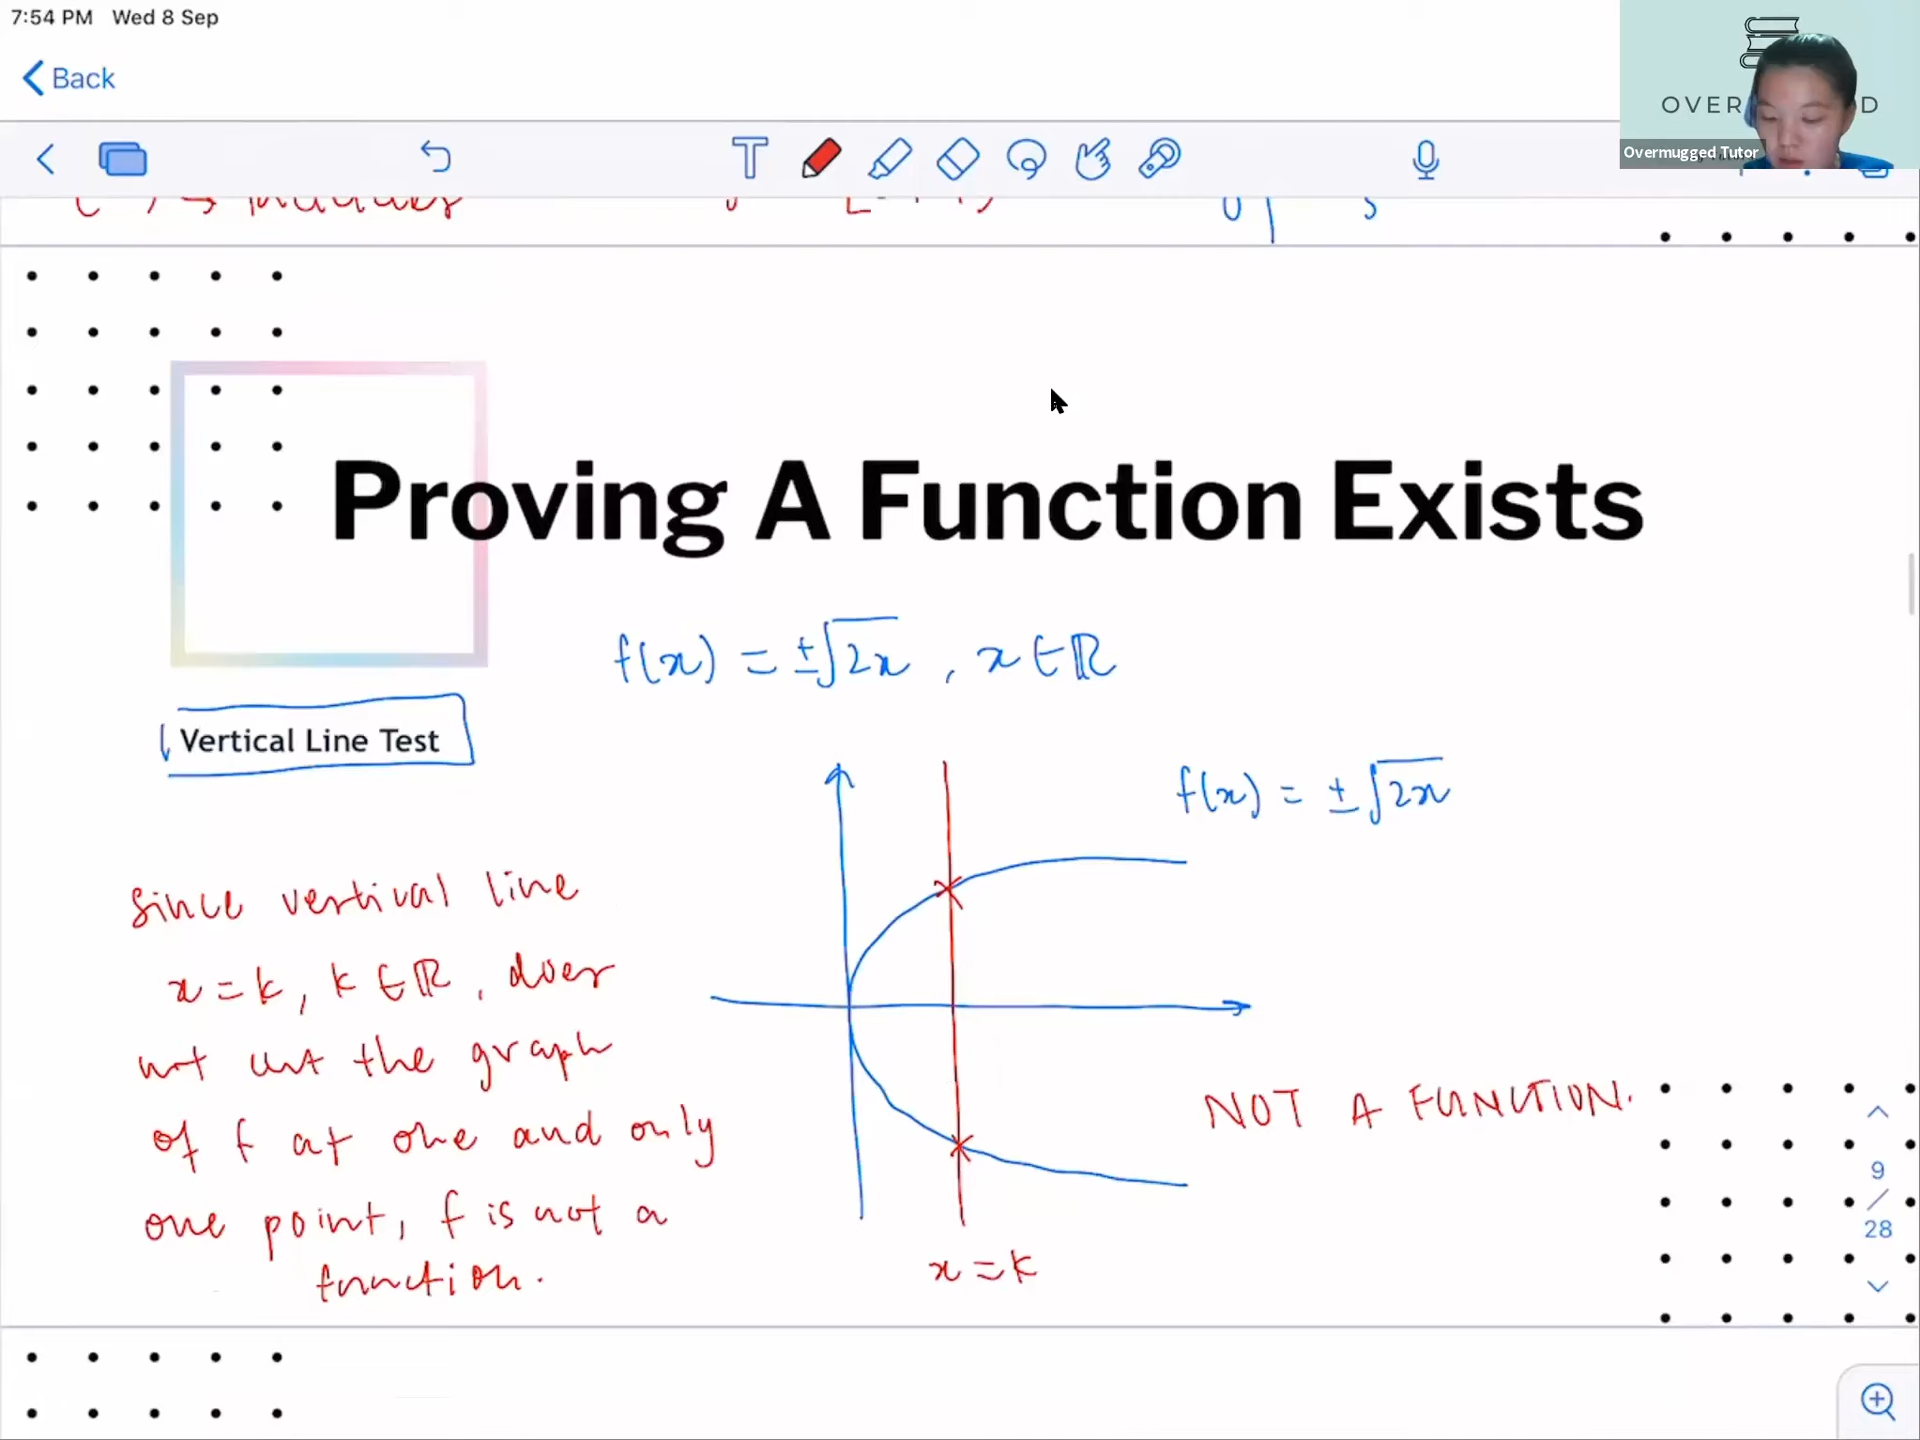 7:54 PM Wed 8 Sep
Back
OVER D
Overmugged Tutor
Proving A Function Exists
f(x) = ±√2x , x ∈ ℝ
Vertical Line Test
f(x) = ±√2x
Since vertical line
x = k, k ∈ ℝ, does
not cut the graph
of f at one and only
one point, f is not a
function.
NOT A FUNCTION.
x = k
9
/
28